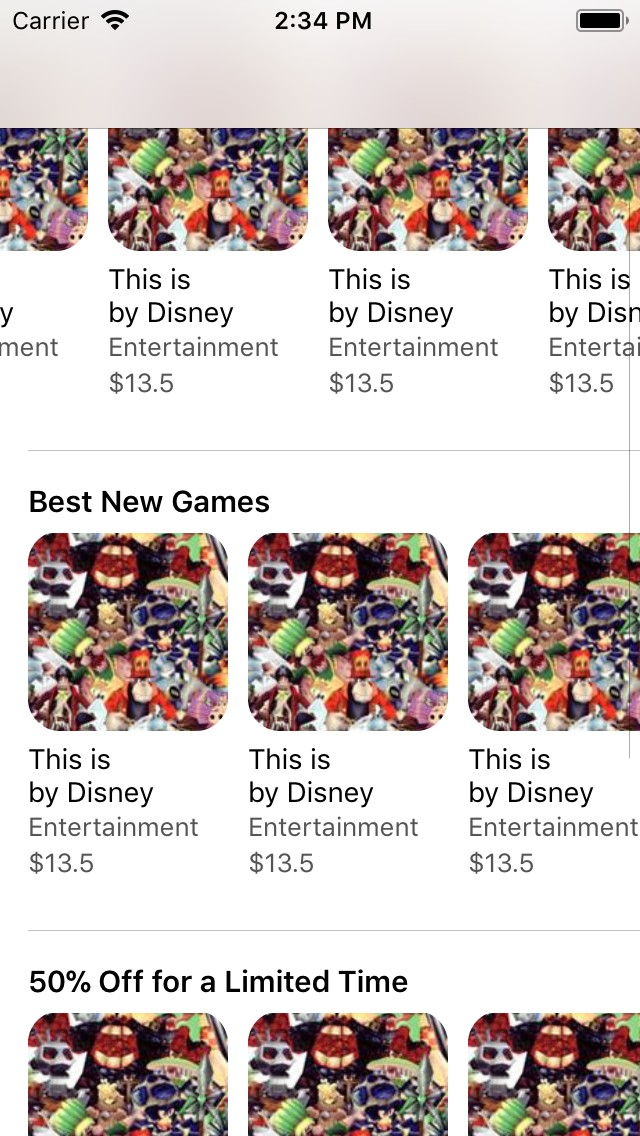 Carrier 2:34 PM
This is This is This is
y by Disney by Disney by Disn
ment Entertainment Entertainment Enterta
$13.5 $13.5 $13.5
Best New Games
This is This is This is
by Disney by Disney by Disney
Entertainment Entertainment Entertainment
$13.5 $13.5 $13.5
50% Off for a Limited Time